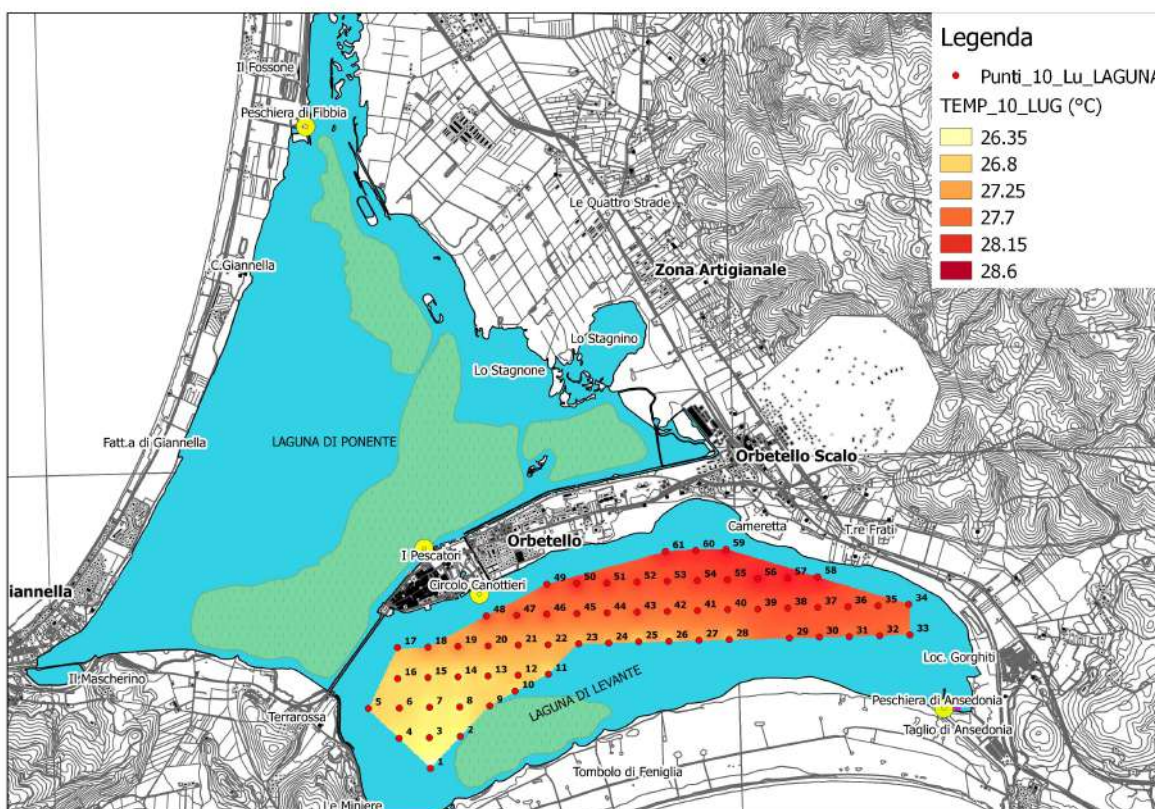 Legenda
Punti_10_Lu_LAGUNA
TEMP_10_LUG (°C)
26.35
26.8
27.25
27.7
28.15
28.6
Il Fossone
Peschiera di Fibbia
Le Quattro Strade
C.Giannella
Zona Artigianale
Lo Stagnino
Lo Stagnone
Fatt.a di Giannella
LAGUNA DI PONENTE
Orbetello Scalo
Cameretta
T.re Frati
Orbetello
I Pescatori
Circolo Canottieri
iannella
61 60 59
49 50 51 52 53 54 55 56 57 58
48 47 46 45 44 43 42 41 40 39 38 37 36 35 34
17 18 19 20 21 22 23 24 25 26 27 28 29 30 31 32 33
16 15 14 13 12 11
Loc. Gorghiti
Il Mascherino
10
LAGUNA DI LEVANTE
5 6 7 8 9
Peschiera di Ansedonia
Terrarossa
Taglio di Ansedonia
4 3 2
1
Tombolo di Feniglia
Le Miniere